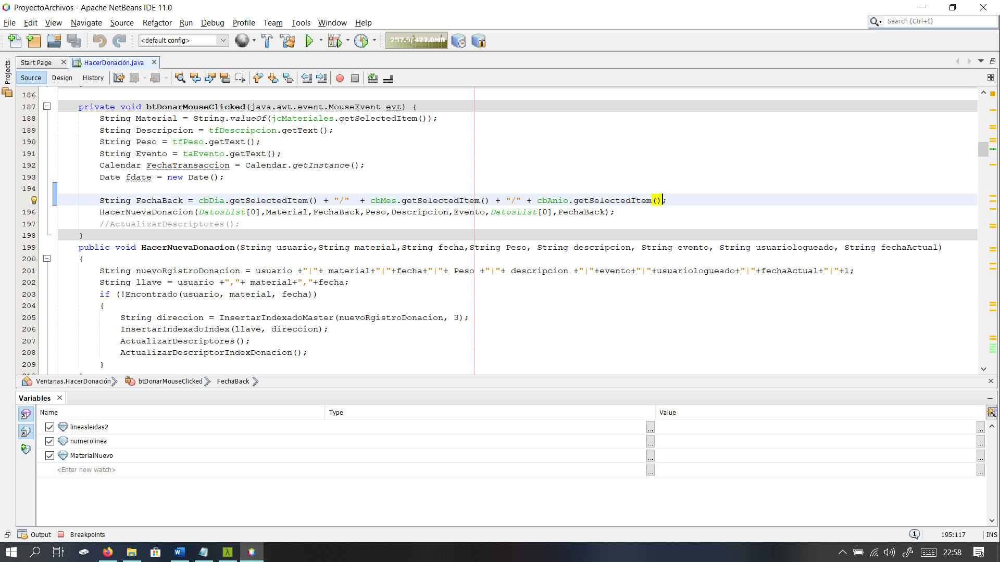 ProyectoArchivos - Apache NetBeans IDE 11.0
File Edit View Navigate Source Refactor Run Debug Profile Team Tools Window Help
Search (Ctrl+I)
<default config>
257.9/477.0MB
Projects
Start Page
HacerDonación.java
Source Design History
186
187 private void btDonarMouseClicked(java.awt.event.MouseEvent evt) {
188 String Material = String.valueOf(jcMateriales.getSelectedItem());
189 String Descripcion = tfDescripcion.getText();
190 String Peso = tfPeso.getText();
191 String Evento = taEvento.getText();
192 Calendar FechaTransaccion = Calendar.getInstance();
193 Date fdate = new Date();
194
String FechaBack = cbDia.getSelectedItem() + "/"  + cbMes.getSelectedItem() + "/" + cbAnio.getSelectedItem();
196 HacerNuevaDonacion(DatosList[0],Material,FechaBack,Peso,Descripcion,Evento,DatosList[0],FechaBack);
197 //ActualizarDescriptores();
198 }
199 public void HacerNuevaDonacion(String usuario,String material,String fecha,String Peso, String descripcion, String evento, String usuariologueado, String fechaActual)
200 {
201 String nuevoRgistroDonacion = usuario +"|"+ material+"|"+fecha+"|"+ Peso +"|"+ descripcion +"|"+evento+"|"+usuariologueado+"|"+fechaActual+"|"+1;
202 String llave = usuario +","+ material+","+fecha;
203 if (!Encontrado(usuario, material, fecha))
204 {
205 String direccion = InsertarIndexadoMaster(nuevoRgistroDonacion, 3);
206 InsertarIndexadoIndex(llave, direccion);
207 ActualizarDescriptores();
208 ActualizarDescriptorIndexDonacion();
209 }
Ventanas.HacerDonación btDonarMouseClicked FechaBack
Variables
Name Type Value
lineasleidas2
numerolinea
MaterialNuevo
<Enter new watch>
Output Breakpoints
1 195:117 INS
22:58